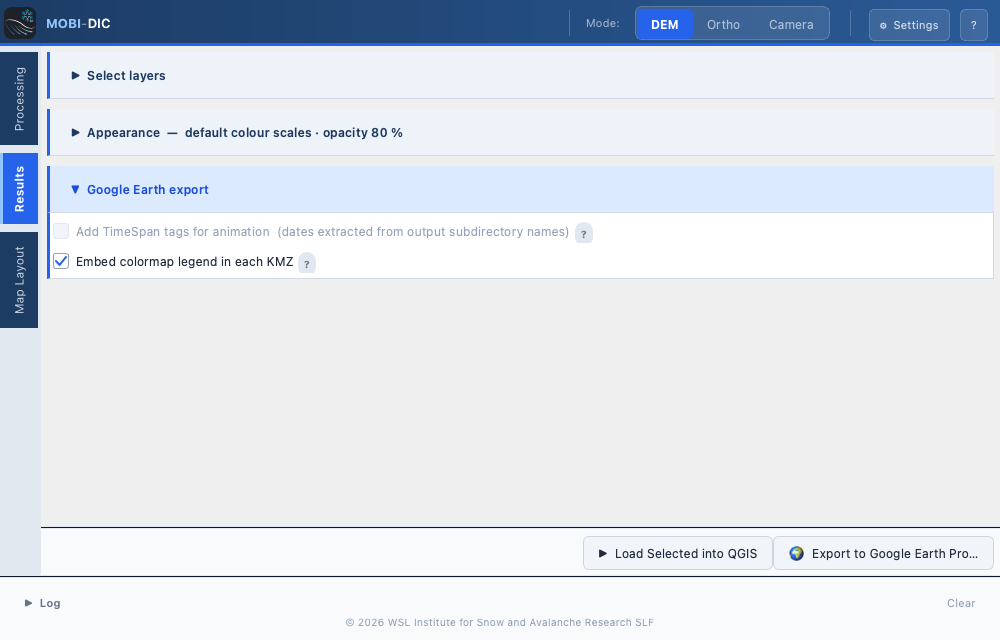 MOBI-DIC
Mode: DEM Ortho Camera Settings ?
Processing
Results
Map Layout
Select layers
Appearance — default colour scales · opacity 80 %
Google Earth export
Add TimeSpan tags for animation (dates extracted from output subdirectory names) ?
Embed colormap legend in each KMZ ?
Load Selected into QGIS
Export to Google Earth Pro...
Log
Clear
© 2026 WSL Institute for Snow and Avalanche Research SLF